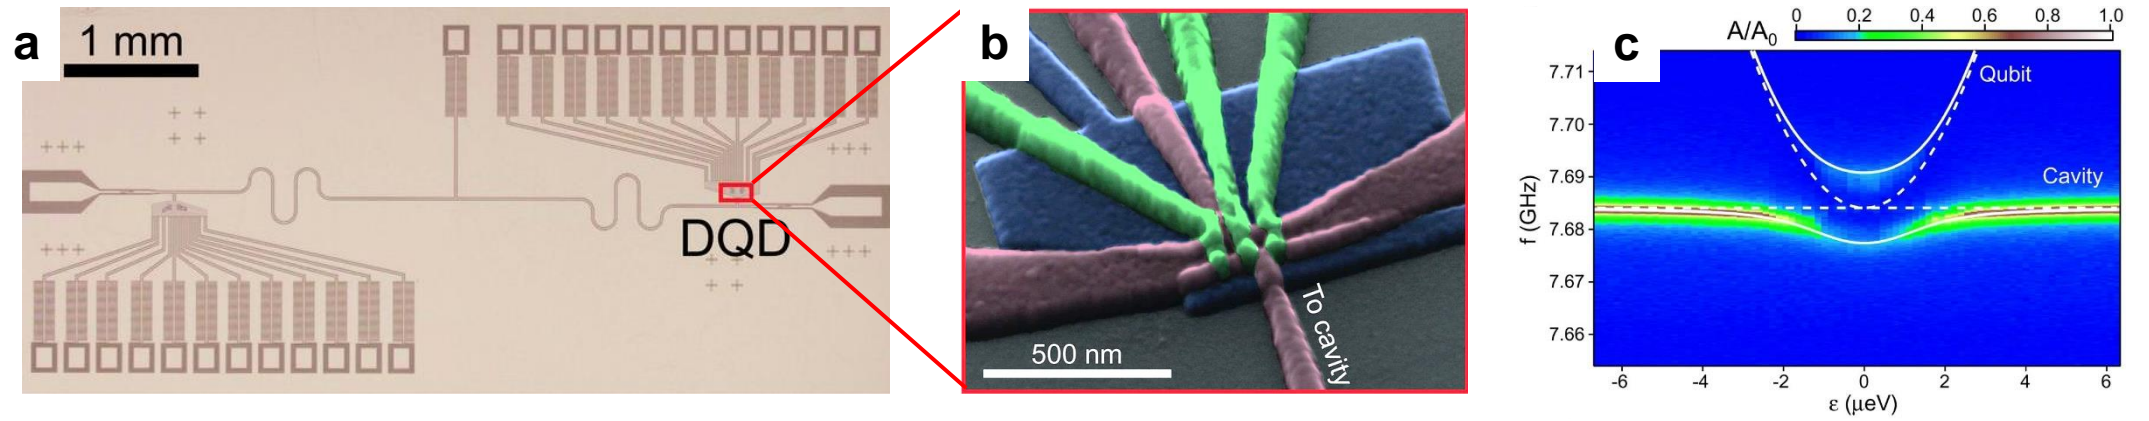 a
1 mm
DQD
b
To cavity
500 nm
c
A/A0
0 0.2 0.4 0.6 0.8 1.0
Qubit
Cavity
f (GHz)
7.71
7.70
7.69
7.68
7.67
7.66
-6 -4 -2 0 2 4 6
ε (μeV)